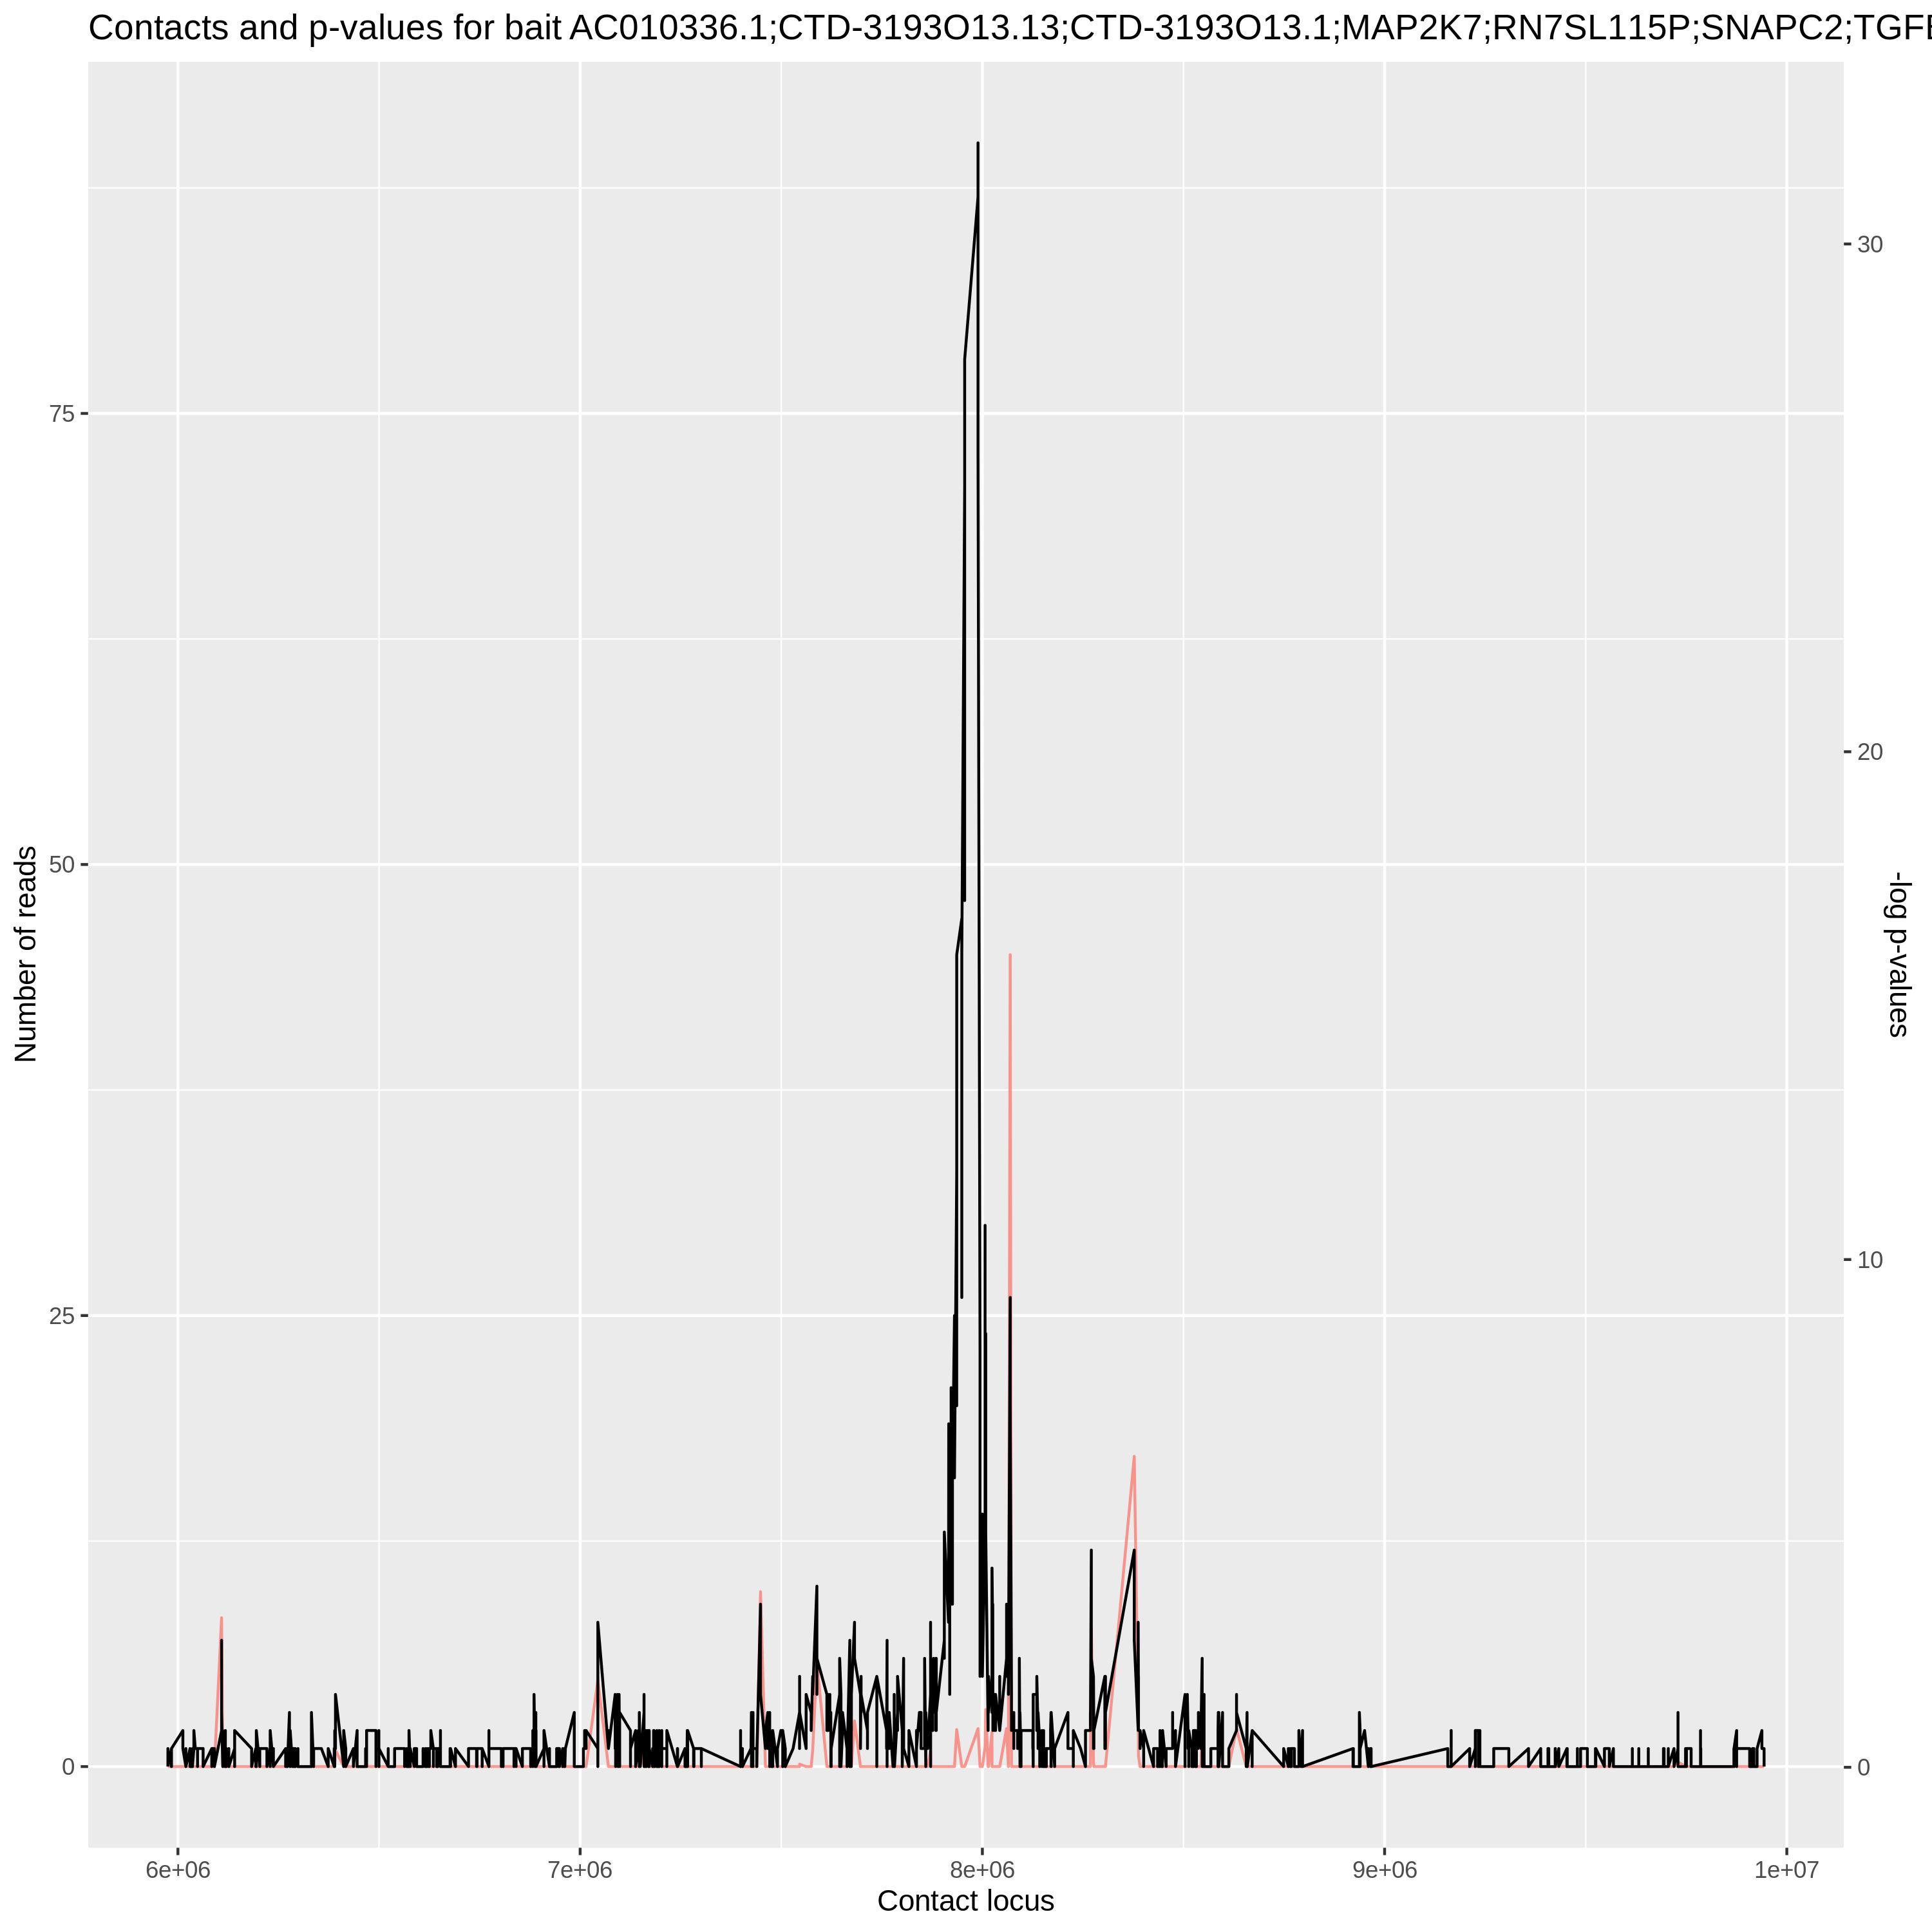 Contacts and p-values for bait AC010336.1;CTD-3193O13.13;CTD-3193O13.1;MAP2K7;RN7SL115P;SNAPC2;TGF
75
50
25
0
Number of reads
30
20
10
0
-log p-values
6e+06 7e+06 8e+06 9e+06 1e+07
Contact locus